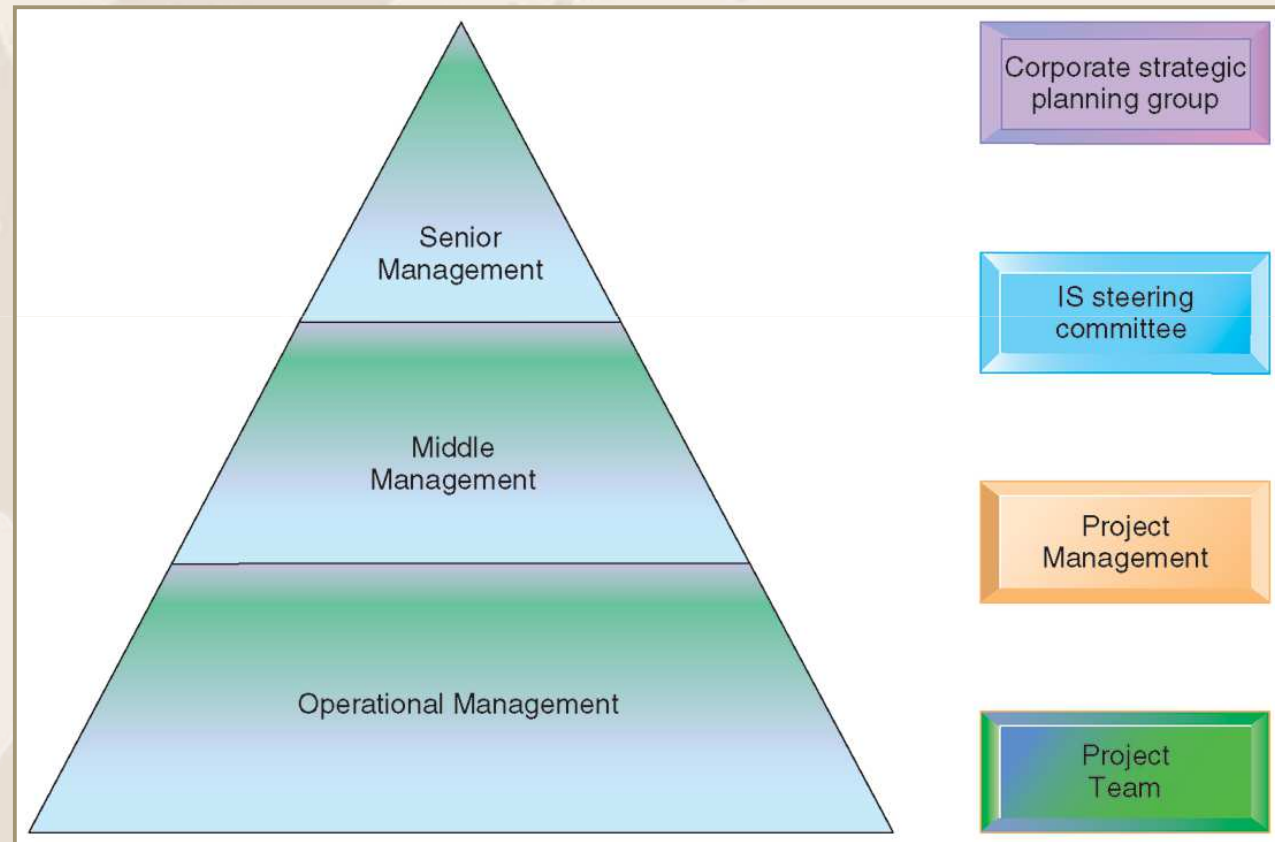 Corporate strategic
planning group
Senior
Management
IS steering
committee
Middle
Management
Project
Management
Operational Management
Project
Team